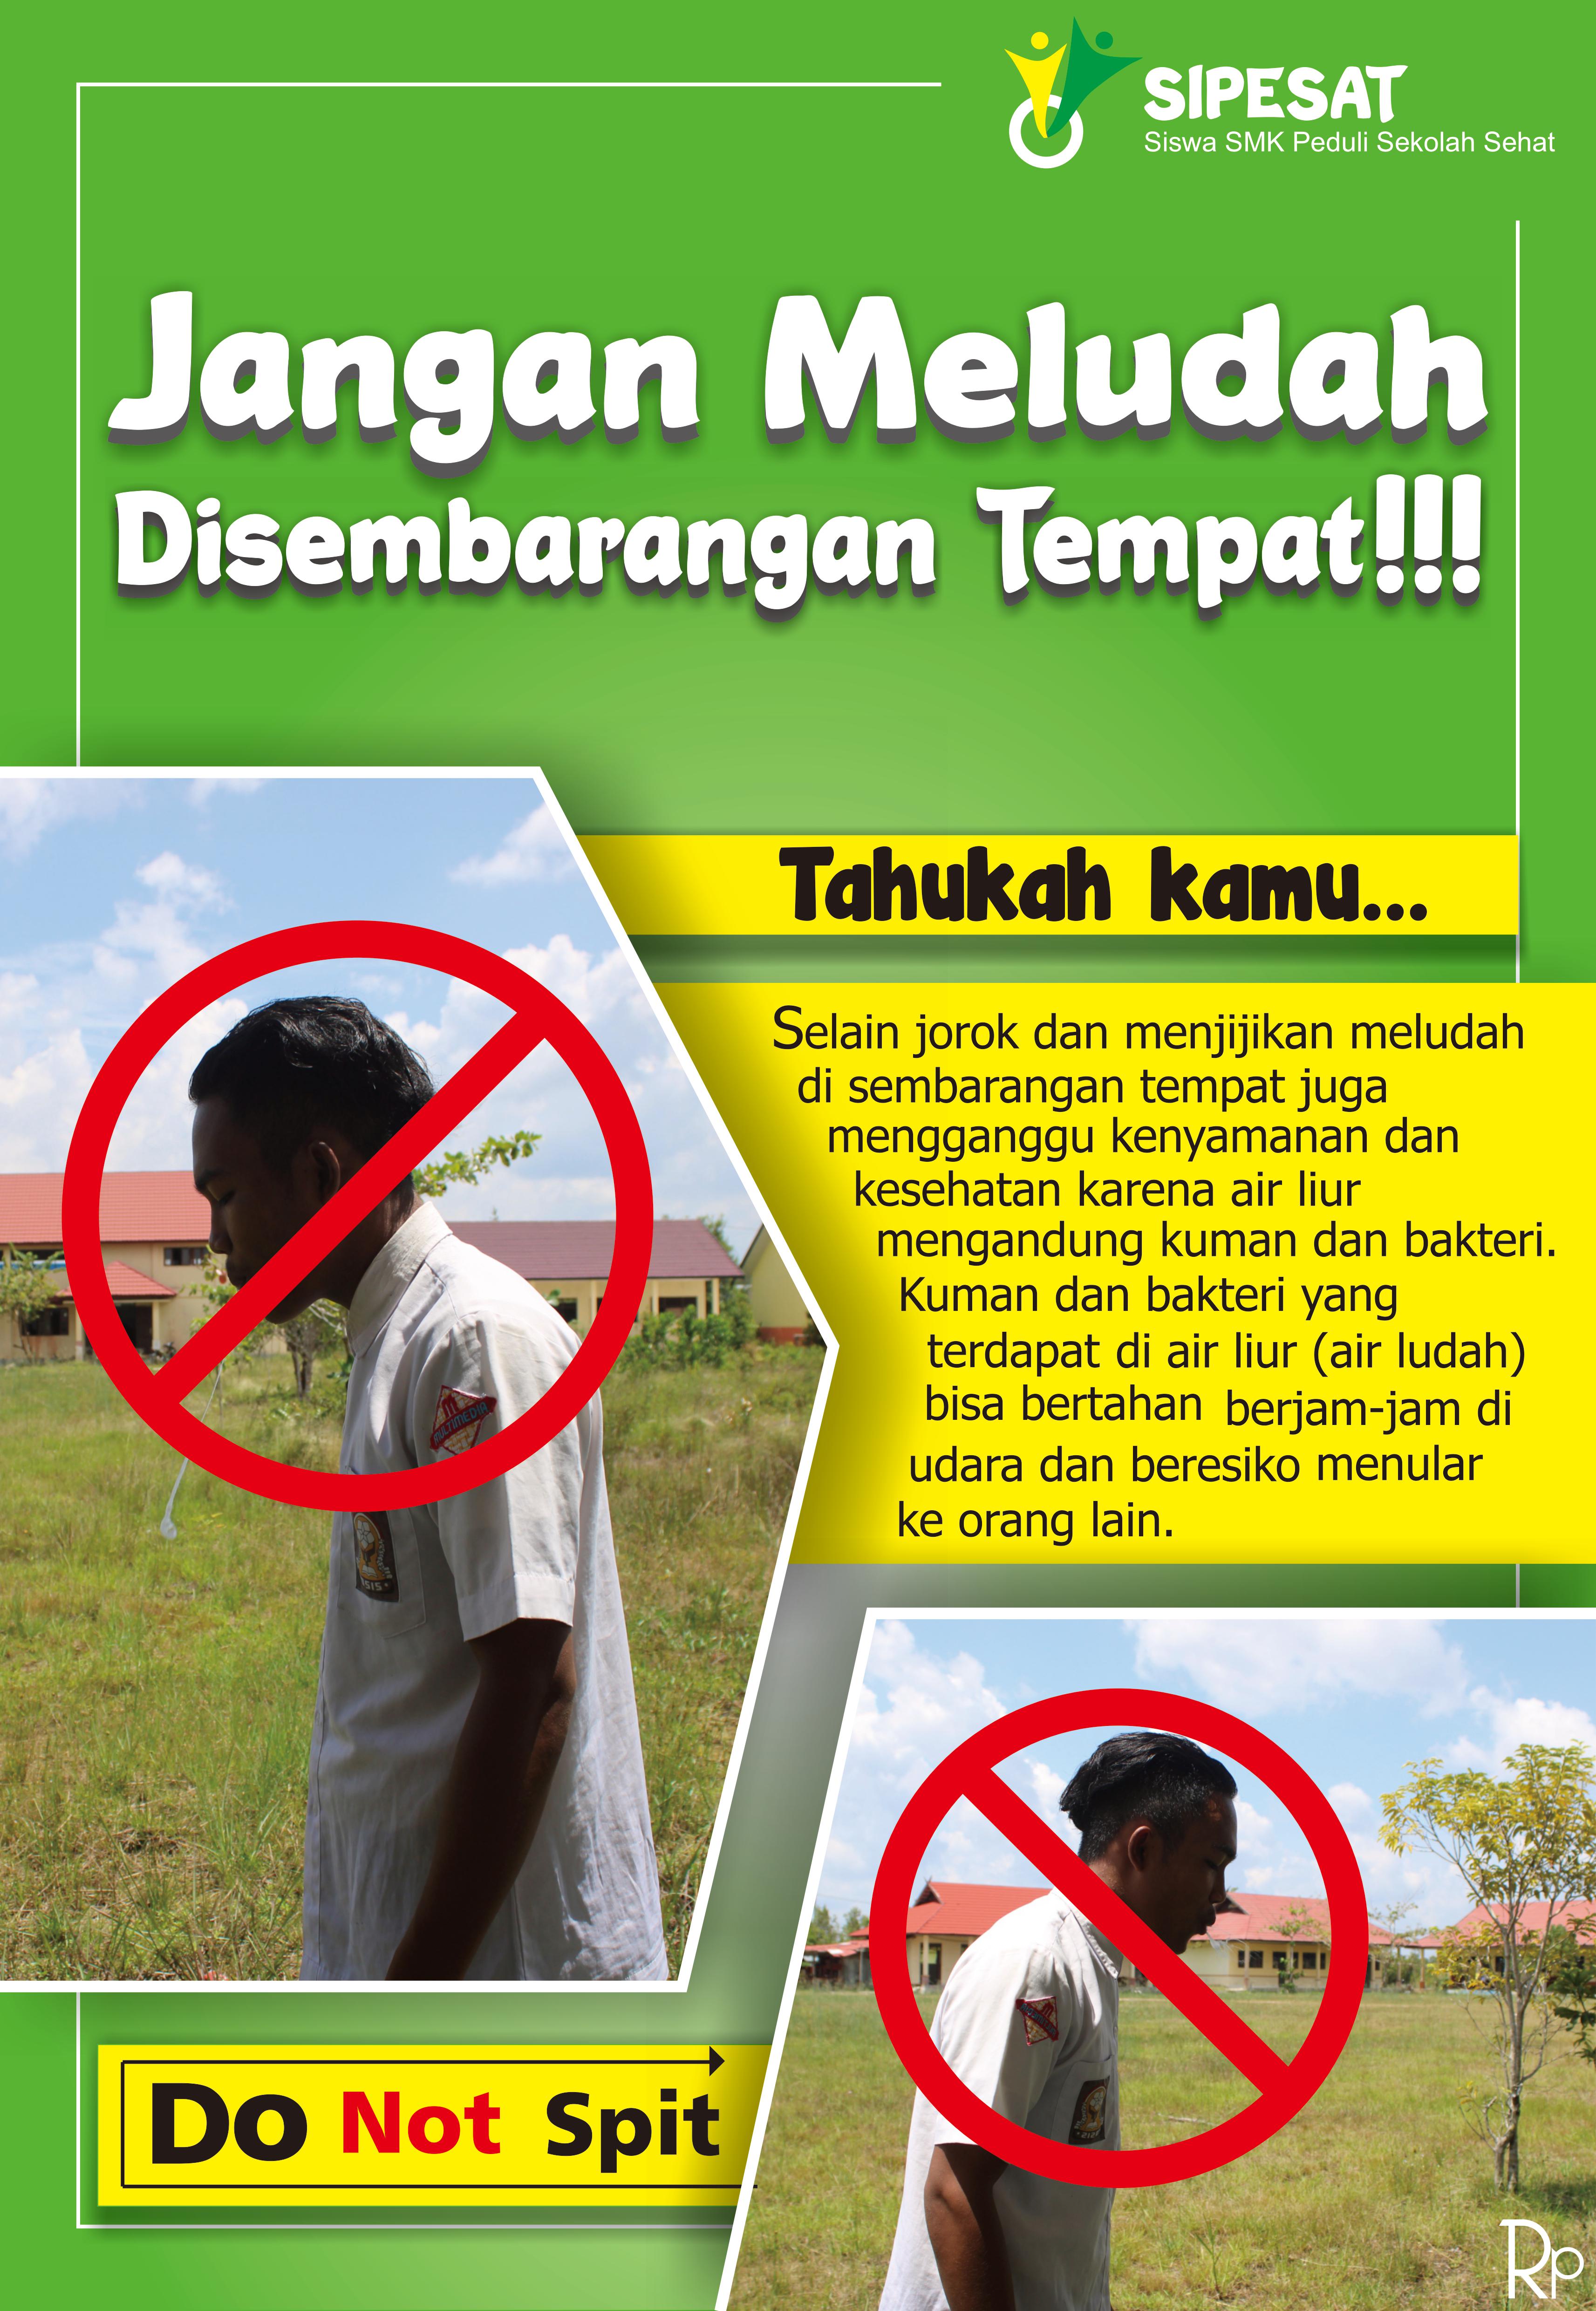 SIPESAT
Siswa SMK Peduli Sekolah Sehat
Jangan Meludah
Disembarangan Tempat!!!
Tahukah kamu...
Selain jorok dan menjijikan meludah
di sembarangan tempat juga
mengganggu kenyamanan dan
kesehatan karena air liur
mengandung kuman dan bakteri.
Kuman dan bakteri yang
terdapat di air liur (air ludah)
bisa bertahan berjam-jam di
udara dan beresiko menular
ke orang lain.
MULTIMEDIA
Do Not Spit
Rp